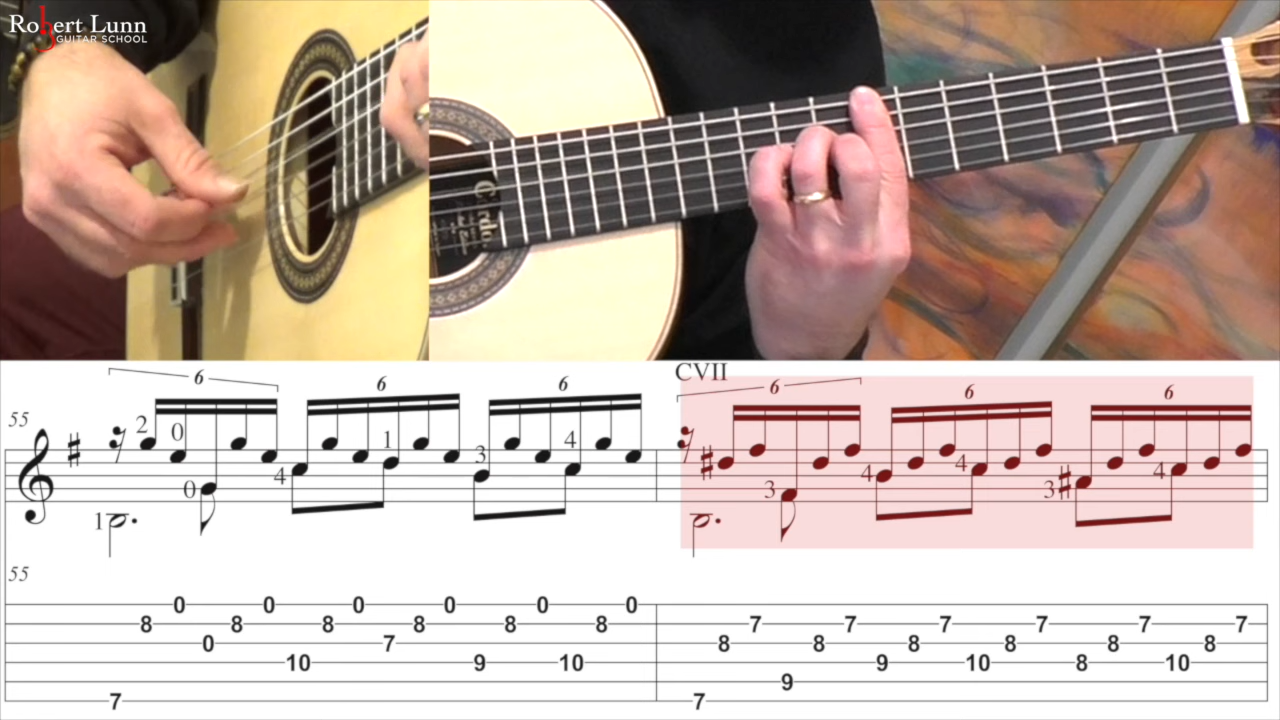 Robert Lunn
GUITAR SCHOOL
Cordo
CVII
6 6 6 6 6 6
55
2 0 0 4 1 3 4
1
3 4 4 3 4
55
0 0 0 0 0 0
8 8 8 8 8 8 7 7 7 7 7 7
0 7 8 8 8 8 8 8
10 9 10 9 10 8 10
9
7 7